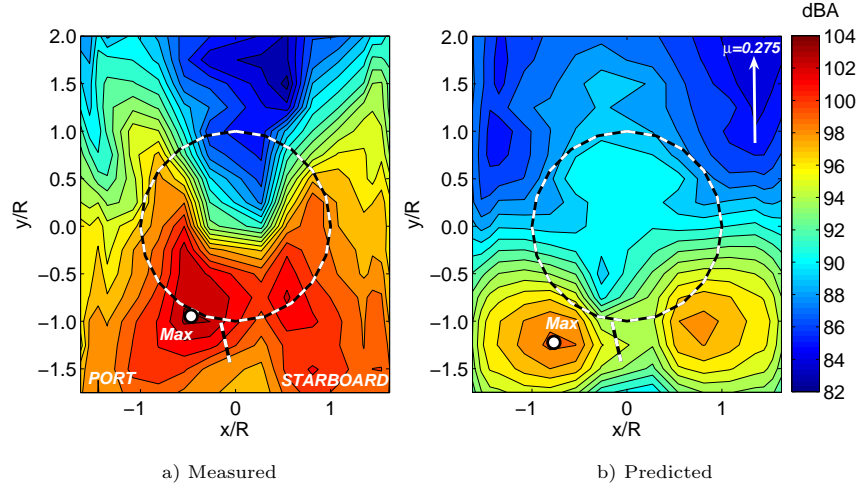 dBA
2.0
1.5
1.0
0.5
0.0
−0.5
−1.0
−1.5
y/R
−1
0
1
x/R
Max
PORT
STARBOARD
a) Measured
2.0
1.5
1.0
0.5
0.0
−0.5
−1.0
−1.5
y/R
−1
0
1
x/R
μ=0.275
Max
b) Predicted
104
102
100
98
96
94
92
90
88
86
84
82